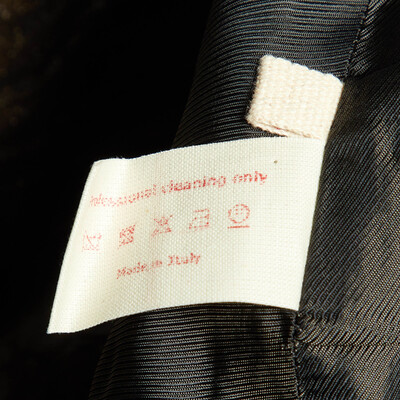 Professional cleaning only
Made in Italy